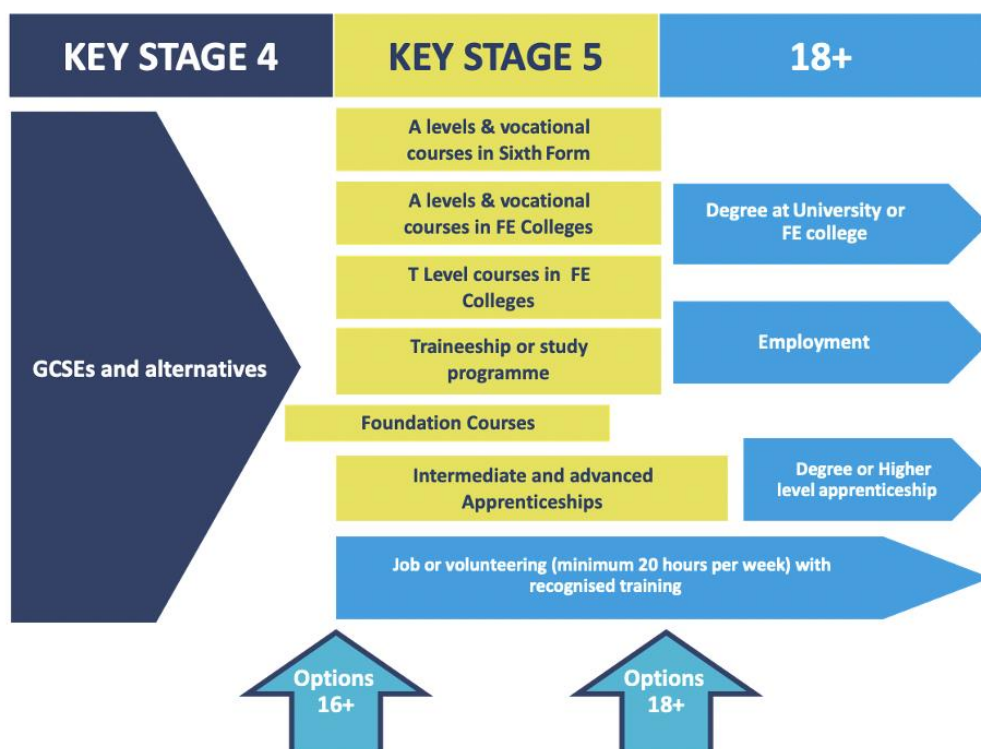 KEY STAGE 4
KEY STAGE 5
18+
GCSEs and alternatives
A levels & vocational
courses in Sixth Form
A levels & vocational
courses in FE Colleges
T Level courses in FE
Colleges
Traineeship or study
programme
Foundation Courses
Intermediate and advanced
Apprenticeships
Degree at University or
FE college
Employment
Degree or Higher
level apprenticeship
Job or volunteering (minimum 20 hours per week) with
recognised training
Options
16+
Options
18+